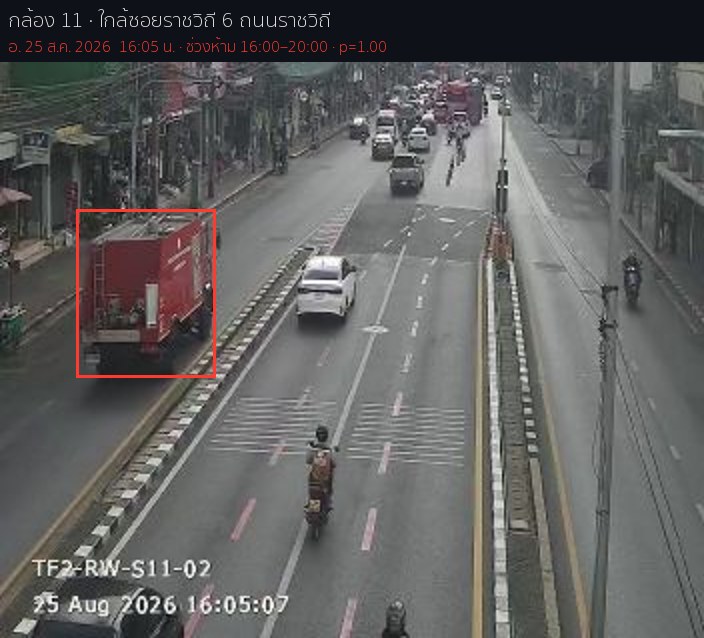 กล้อง 11 · ใกล้ซอยราชวิถี 6 ถนนราชวิถี
อ. 25 ส.ค. 2026 16:05 น. · ช่วงห้าม 16:00–20:00 · p=1.00
TF2-RW-S11-02
25 Aug 2026 16:05:07